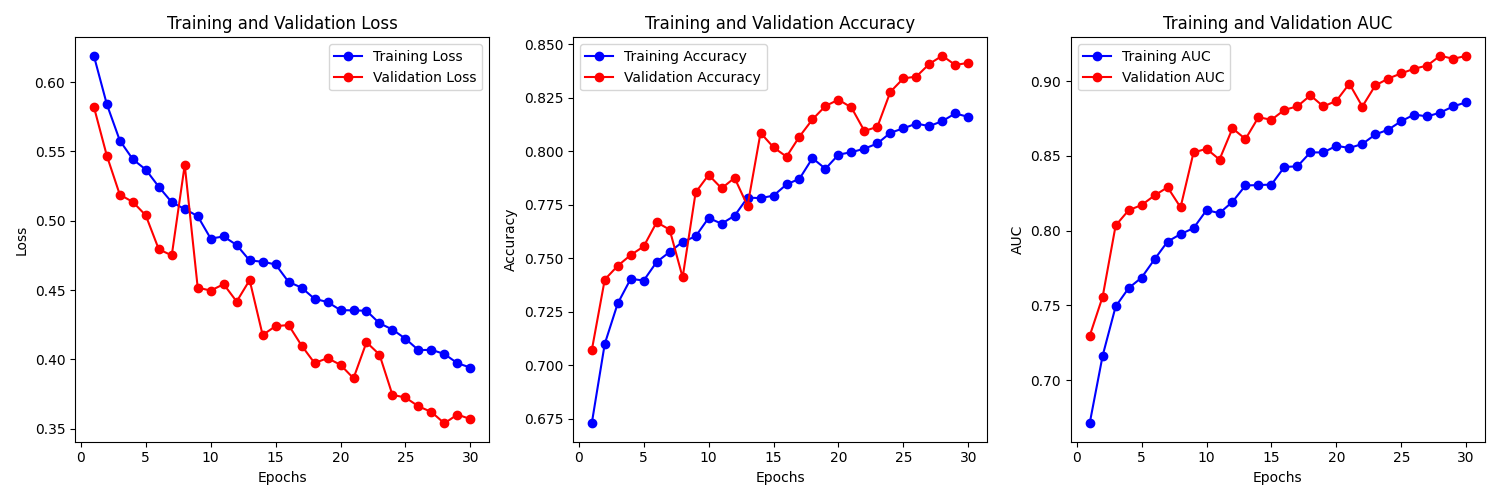 Training and Validation Loss
Training Loss
Validation Loss
0.60
0.55
0.50
0.45
0.40
0.35
Loss
0 5 10 15 20 25 30
Epochs
Training and Validation Accuracy
Training Accuracy
Validation Accuracy
0.850
0.825
0.800
0.775
0.750
0.725
0.700
0.675
Accuracy
0 5 10 15 20 25 30
Epochs
Training and Validation AUC
Training AUC
Validation AUC
0.90
0.85
0.80
0.75
0.70
AUC
0 5 10 15 20 25 30
Epochs